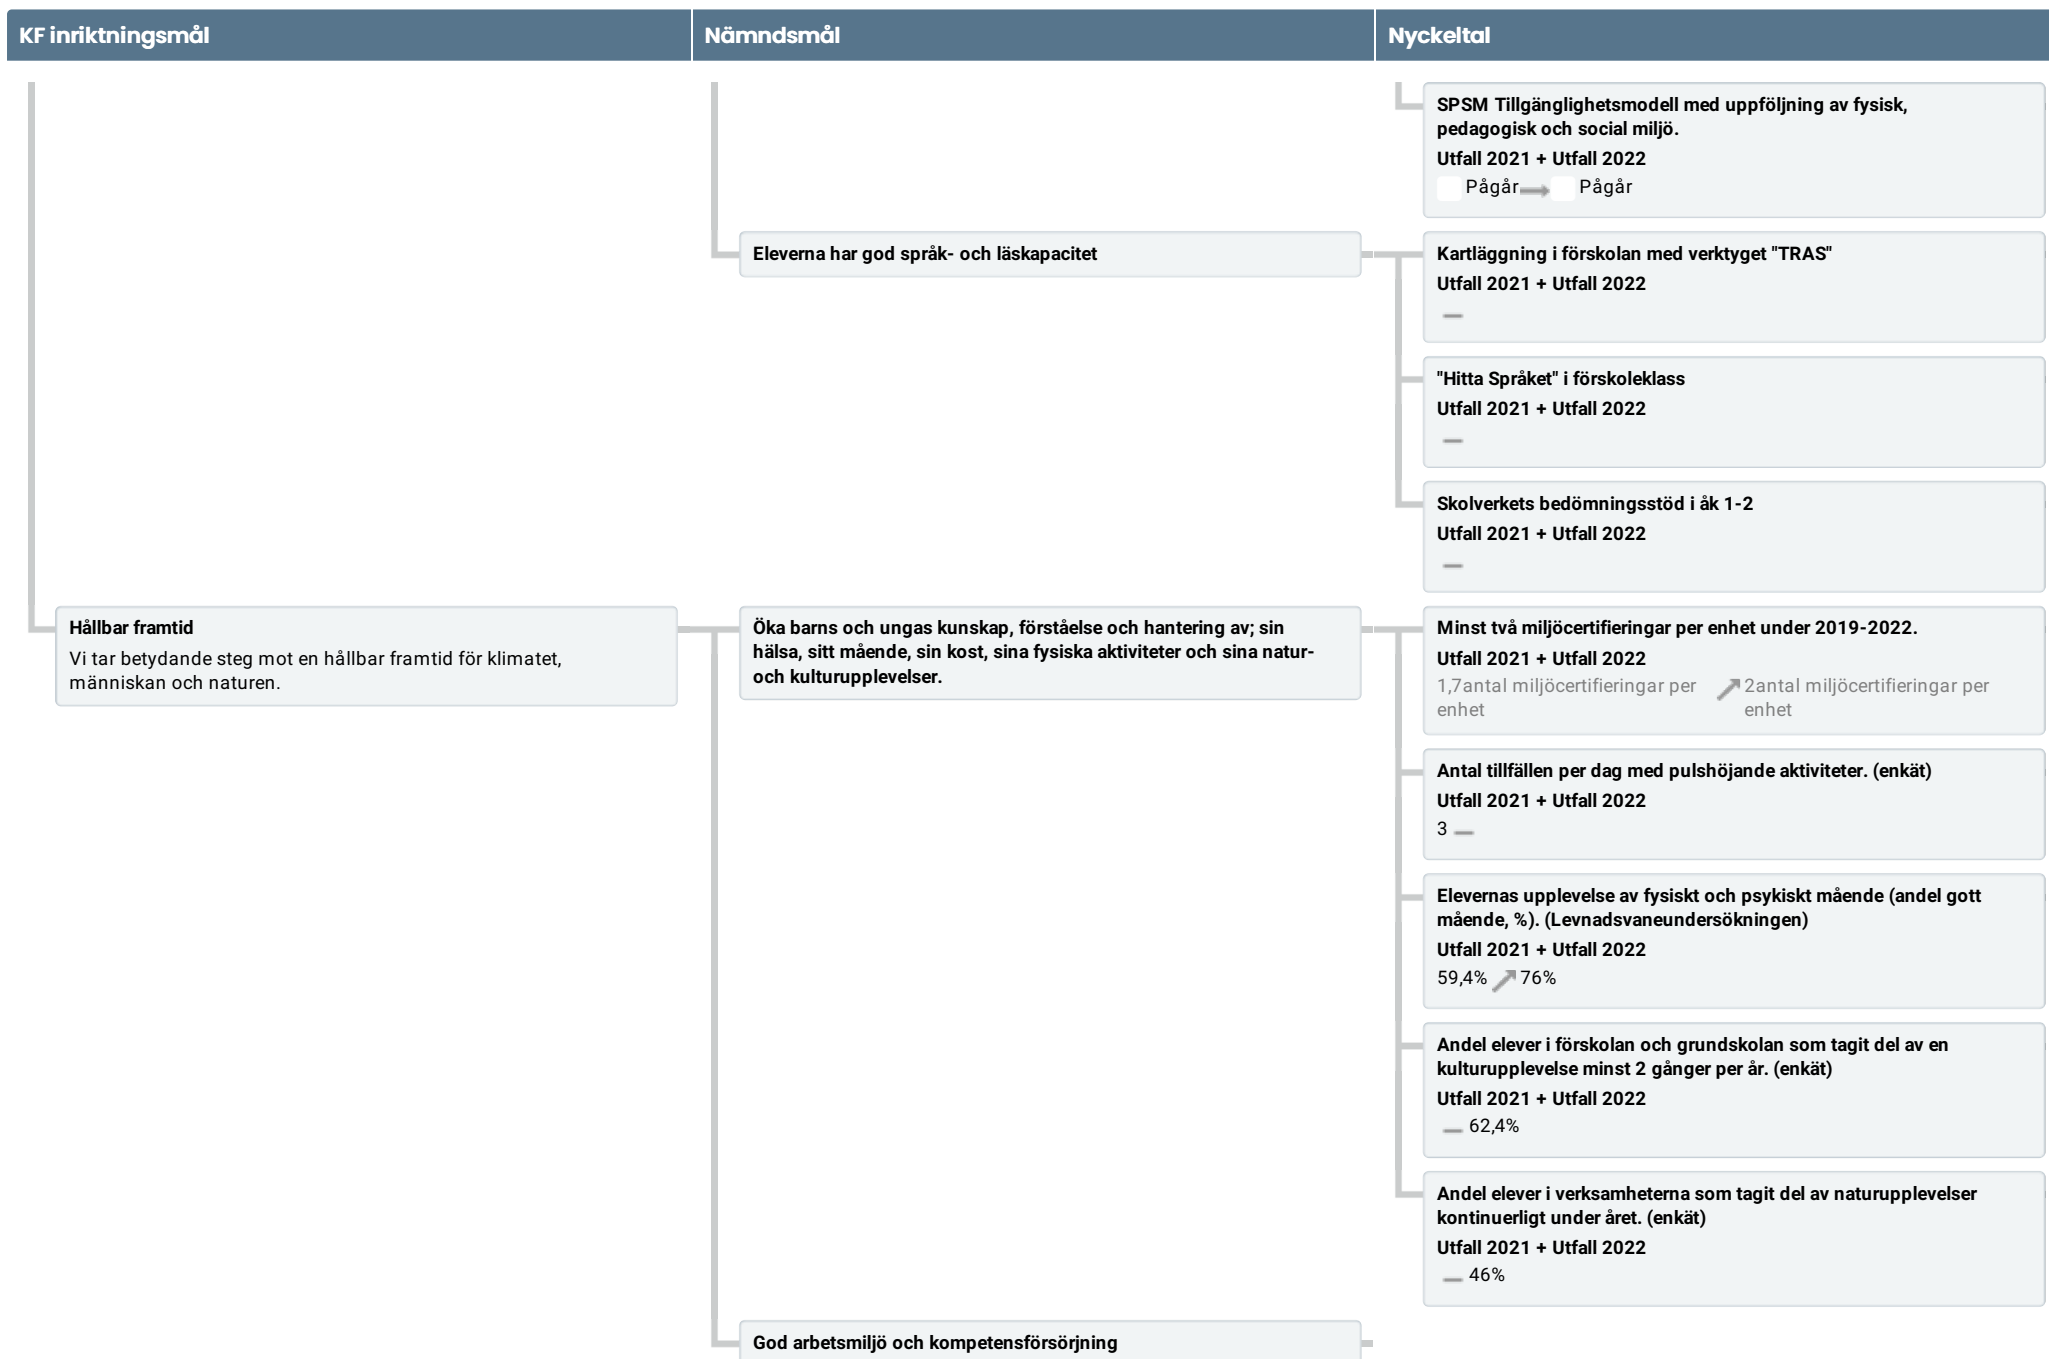 KF inriktningsmål
Nämndsmål
Nyckeltal
SPSM Tillgänglighetsmodell med uppföljning av fysisk,
pedagogisk och social miljö.
Utfall 2021 + Utfall 2022
Pågår Pågår
Eleverna har god språk- och läskapacitet
Kartläggning i förskolan med verktyget "TRAS"
Utfall 2021 + Utfall 2022
"Hitta Språket" i förskoleklass
Utfall 2021 + Utfall 2022
Skolverkets bedömningsstöd i åk 1-2
Utfall 2021 + Utfall 2022
Hållbar framtid
Vi tar betydande steg mot en hållbar framtid för klimatet,
människan och naturen.
Öka barns och ungas kunskap, förståelse och hantering av; sin
hälsa, sitt mående, sin kost, sina fysiska aktiviteter och sina natur-
och kulturupplevelser.
Minst två miljöcertifieringar per enhet under 2019-2022.
Utfall 2021 + Utfall 2022
1,7antal miljöcertifieringar per
enhet
2antal miljöcertifieringar per
enhet
Antal tillfällen per dag med pulshöjande aktiviteter. (enkät)
Utfall 2021 + Utfall 2022
3
Elevernas upplevelse av fysiskt och psykiskt mående (andel gott
mående, %). (Levnadsvaneundersökningen)
Utfall 2021 + Utfall 2022
59,4% 76%
Andel elever i förskolan och grundskolan som tagit del av en
kulturupplevelse minst 2 gånger per år. (enkät)
Utfall 2021 + Utfall 2022
62,4%
Andel elever i verksamheterna som tagit del av naturupplevelser
kontinuerligt under året. (enkät)
Utfall 2021 + Utfall 2022
46%
God arbetsmiljö och kompetensförsörjning